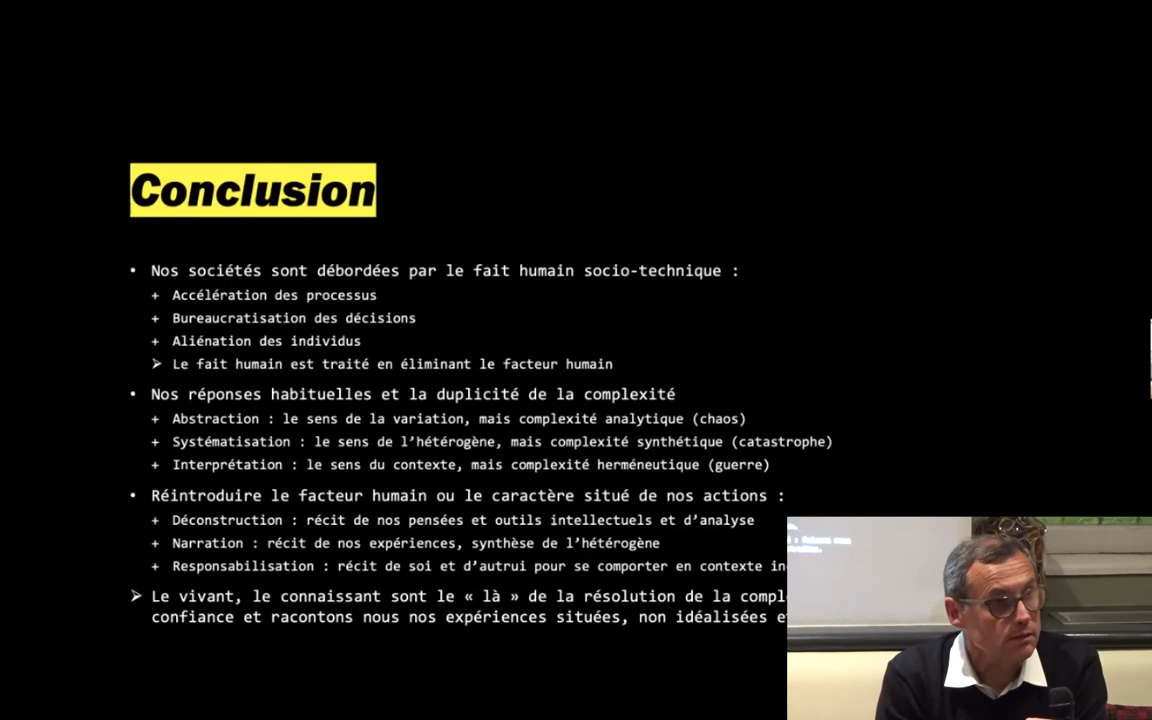 Conclusion
• Nos sociétés sont débordées par le fait humain socio-technique :
+ Accélération des processus
+ Bureaucratisation des décisions
+ Aliénation des individus
➢ Le fait humain est traité en éliminant le facteur humain
• Nos réponses habituelles et la duplicité de la complexité
+ Abstraction : le sens de la variation, mais complexité analytique (chaos)
+ Systématisation : le sens de l’hétérogène, mais complexité synthétique (catastrophe)
+ Interprétation : le sens du contexte, mais complexité herméneutique (guerre)
• Réintroduire le facteur humain ou le caractère situé de nos actions :
+ Déconstruction : récit de nos pensées et outils intellectuels et d’analyse
+ Narration : récit de nos expériences, synthèse de l’hétérogène
+ Responsabilisation : récit de soi et d’autrui pour se comporter en contexte
➢ Le vivant, le connaissant sont le « là » de la résolution de la
confiance et racontons nous nos expériences situées, non idéalisées